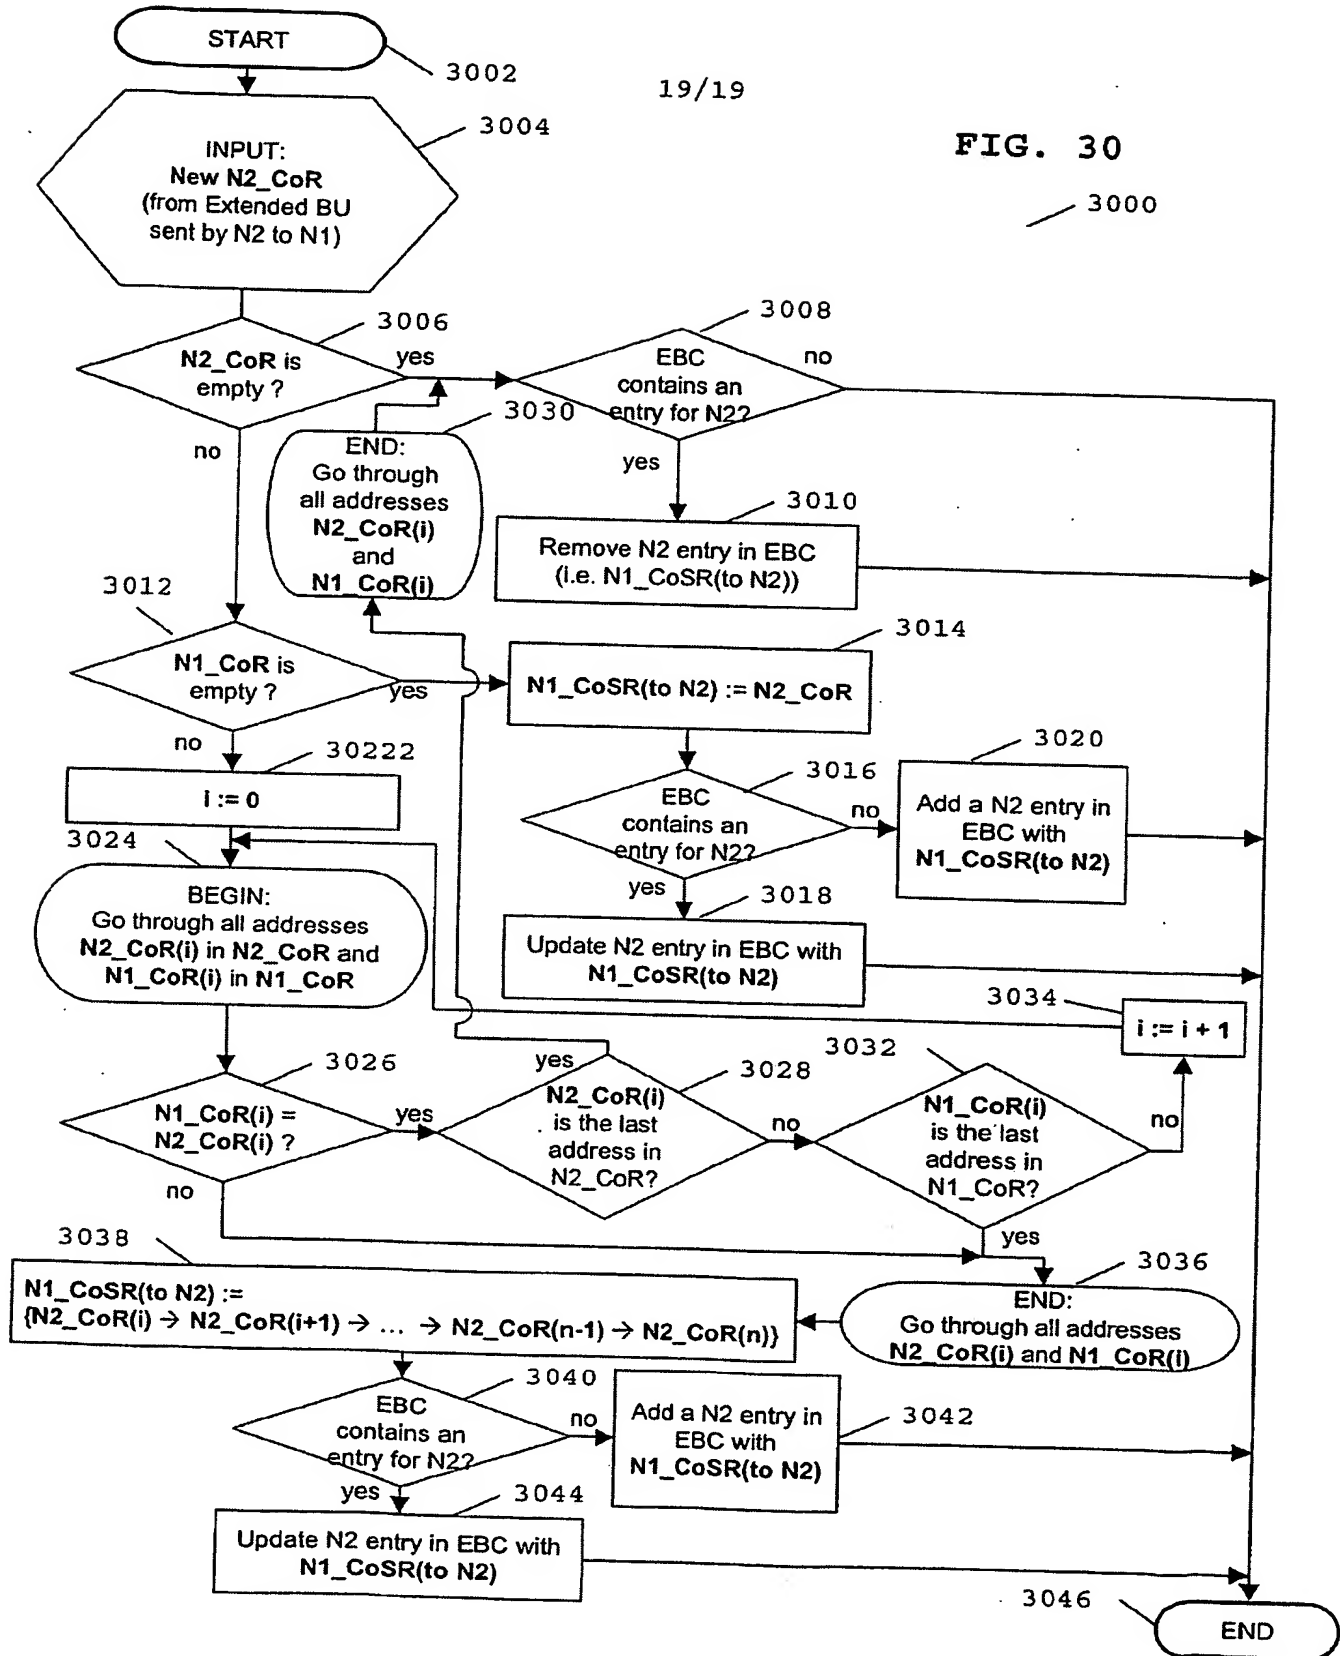 START
3002
19/19
3004
FIG. 30
3000
INPUT:
New N2_CoR
(from Extended BU
sent by N2 to N1)
3006
N2_CoR is
empty ?
yes
no
3008
EBC
contains an
entry for N2?
no
yes
3030
END:
Go through
all addresses
N2_CoR(i)
and
N1_CoR(i)
3010
Remove N2 entry in EBC
(i.e. N1_CoSR(to N2))
3012
N1_CoR is
empty ?
yes
no
3014
N1_CoSR(to N2) := N2_CoR
30222
i := 0
3016
EBC
contains an
entry for N2?
no
yes
3020
Add a N2 entry in
EBC with
N1_CoSR(to N2)
3018
Update N2 entry in EBC with
N1_CoSR(to N2)
3024
BEGIN:
Go through all addresses
N2_CoR(i) in N2_CoR and
N1_CoR(i) in N1_CoR
3034
i := i + 1
3026
N1_CoR(i) =
N2_CoR(i) ?
yes
no
3028
yes
N2_CoR(i)
is the last
address in
N2_CoR?
no
3032
N1_CoR(i)
is the last
address in
N1_CoR?
no
yes
3036
END:
Go through all addresses
N2_CoR(i) and N1_CoR(i)
3038
N1_CoSR(to N2) :=
{N2_CoR(i) → N2_CoR(i+1) → ... → N2_CoR(n-1) → N2_CoR(n)}
3040
EBC
contains an
entry for N2?
no
yes
3042
Add a N2 entry in
EBC with
N1_CoSR(to N2)
3044
Update N2 entry in EBC with
N1_CoSR(to N2)
3046
END